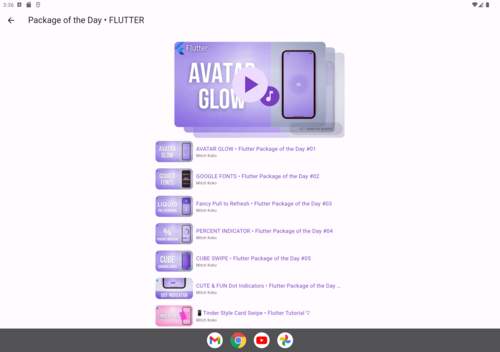 3:36
Package of the Day • FLUTTER
Flutter
AVATAR
GLOW
AVATAR
GLOW
AVATAR GLOW • Flutter Package of the Day #01
Mitch Koko
GOOGLE
FONTS
GOOGLE FONTS • Flutter Package of the Day #02
Mitch Koko
LIQUID
Fancy Pull to Refresh • Flutter Package of the Day #03
Mitch Koko
%
PERCENT INDICATOR • Flutter Package of the Day #04
Mitch Koko
CUBE
CUBE SWIPE • Flutter Package of the Day #05
Mitch Koko
DOT INDICATOR
CUTE & FUN Dot Indicators • Flutter Package of the Day ...
Mitch Koko
📱Tinder Style Card Swipe • Flutter Tutorial ♡
Mitch Koko